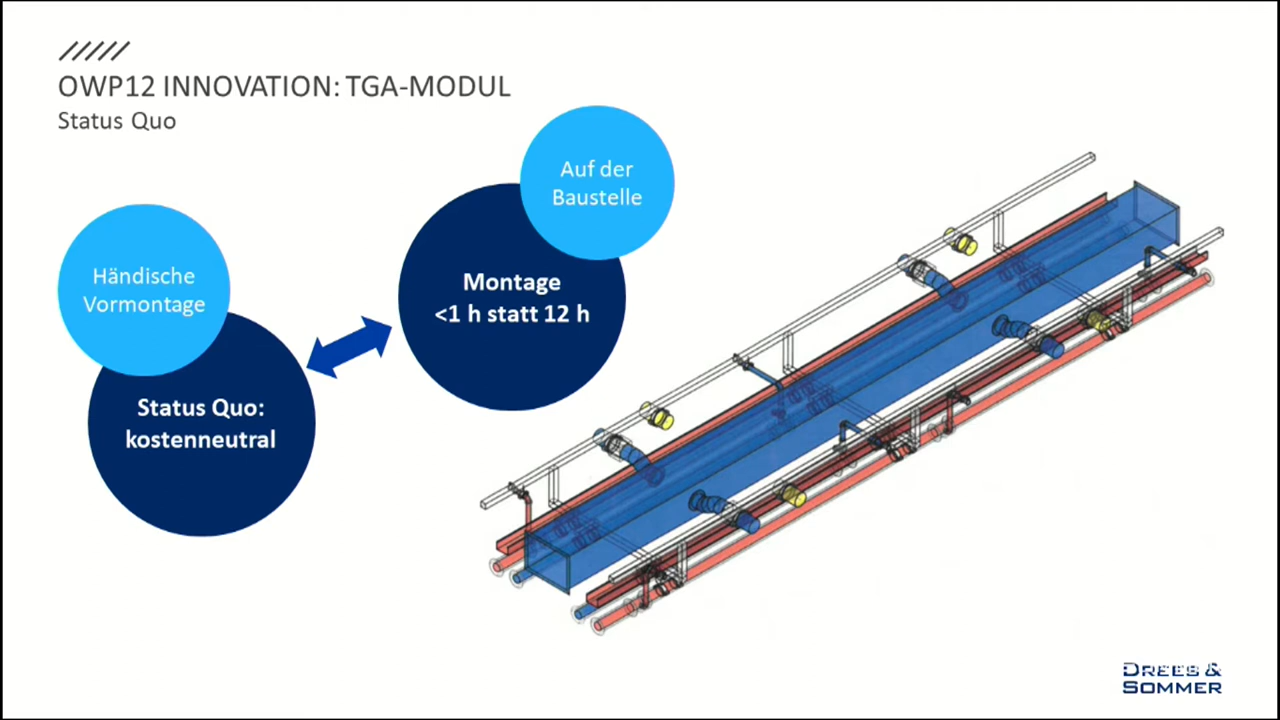 OWP12 INNOVATION: TGA-MODUL
Status Quo
Auf der
Baustelle
Händische
Vormontage
Montage
<1 h statt 12 h
Status Quo:
kostenneutral
DREES &
SOMMER